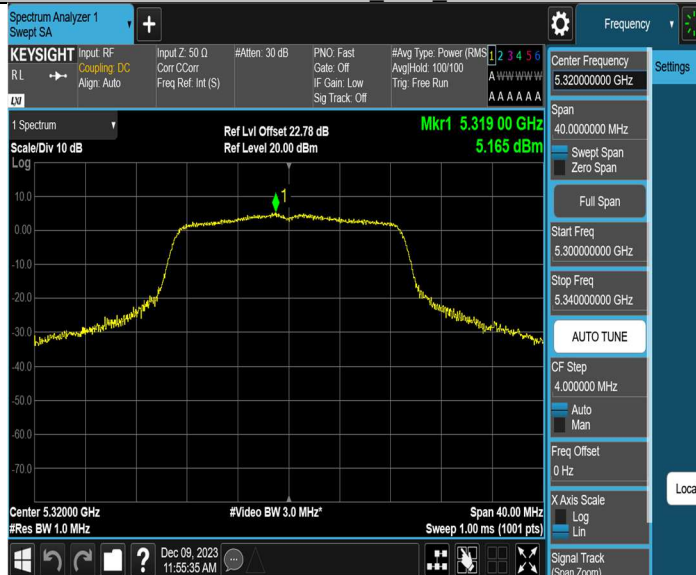 Spectrum Analyzer 1
Swept SA
+
Frequency
KEYSIGHT
Input: RF
Coupling: DC
Align: Auto
Input Z: 50 Ω
Corr CCorr
Freq Ref: Int (S)
#Atten: 30 dB
PNO: Fast
Gate: Off
IF Gain: Low
Sig Track: Off
#Avg Type: Power (RMS
Avg|Hold: 100/100
Trig: Free Run
1 2 3 4 5 6
A W W W W W
A A A A A A
R L
LXI
Center Frequency
5.320000000 GHz
Settings
Span
40.0000000 MHz
Swept Span
Zero Span
Full Span
Start Freq
5.300000000 GHz
Stop Freq
5.340000000 GHz
AUTO TUNE
CF Step
4.000000 MHz
Auto
Man
Freq Offset
0 Hz
X Axis Scale
Log
Lin
Local
Signal Track
(Span Zoom)
1 Spectrum
Scale/Div 10 dB
Log
Ref Lvl Offset 22.78 dB
Ref Level 20.00 dBm
Mkr1 5.319 00 GHz
5.165 dBm
1
10.0
0.00
-10.0
-20.0
-30.0
-40.0
-50.0
-60.0
-70.0
Center 5.32000 GHz
#Res BW 1.0 MHz
#Video BW 3.0 MHz*
Span 40.00 MHz
Sweep 1.00 ms (1001 pts)
?
Dec 09, 2023
11:55:35 AM